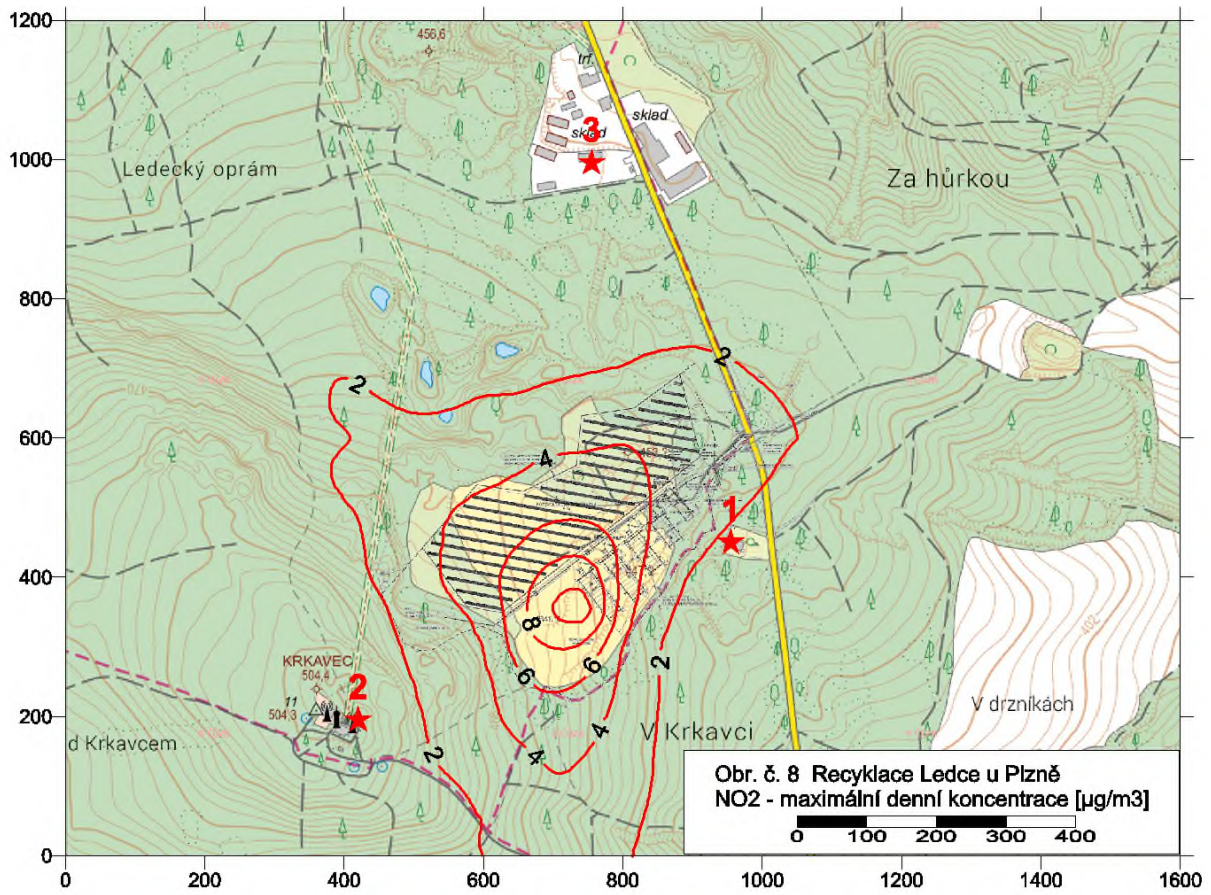 1200
456,6
trf.
C
sklad
sklad
3
1000
Ledecký oprám
Za hůrkou
800
C
2
2
600
4
1
400
8
6
6
2
KRKAVEC
504,4
2
11
504,3
402
200
V drzníkách
d Krkavcem
2
4
4
V Krkavci
Obr. č. 8 Recyklace Ledce u Plzně
NO2 - maximální denní koncentrace [µg/m3]
0 100 200 300 400
0
0 200 400 600 800 1000 1200 1400 1600